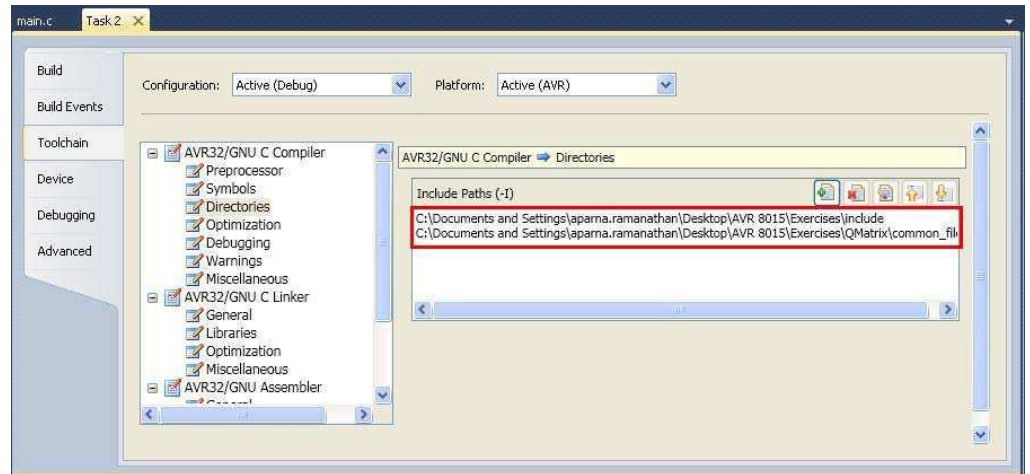 main.c Task 2
Build
Build Events
Toolchain
Device
Debugging
Advanced
Configuration: Active (Debug) Platform: Active (AVR)
AVR32/GNU C Compiler
Preprocessor
Symbols
Directories
Optimization
Debugging
Warnings
Miscellaneous
AVR32/GNU C Linker
General
Libraries
Optimization
Miscellaneous
AVR32/GNU Assembler
General
AVR32/GNU C Compiler Directories
Include Paths (-I)
C:\Documents and Settings\aparna.ramanathan\Desktop\AVR 8015\Exercises\include
C:\Documents and Settings\aparna.ramanathan\Desktop\AVR 8015\Exercises\QMatrix\common_fil